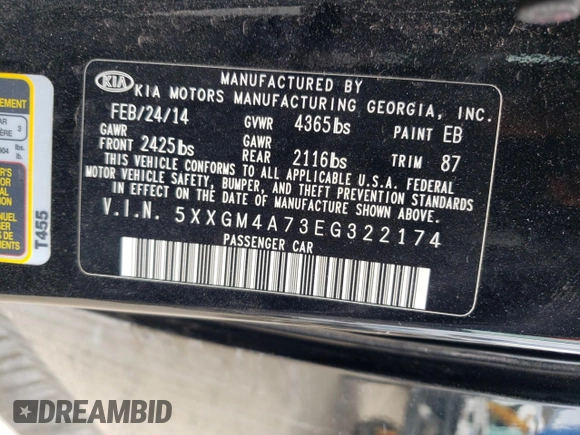 KIA
MANUFACTURED BY
KIA MOTORS MANUFACTURING GEORGIA, INC.
FEB/24/14 GVWR 4365lbs PAINT EB
GAWR FRONT 2425lbs GAWR REAR 2116lbs TRIM 87
THIS VEHICLE CONFORMS TO ALL APPLICABLE U.S.A. FEDERAL
MOTOR VEHICLE SAFETY, BUMPER, AND THEFT PREVENTION STANDARDS
IN EFFECT ON THE DATE OF MANUFACTURE SHOWN ABOVE.
V.I.N. 5XXGM4A73EG322174
PASSENGER CAR
T455
DREAMBID